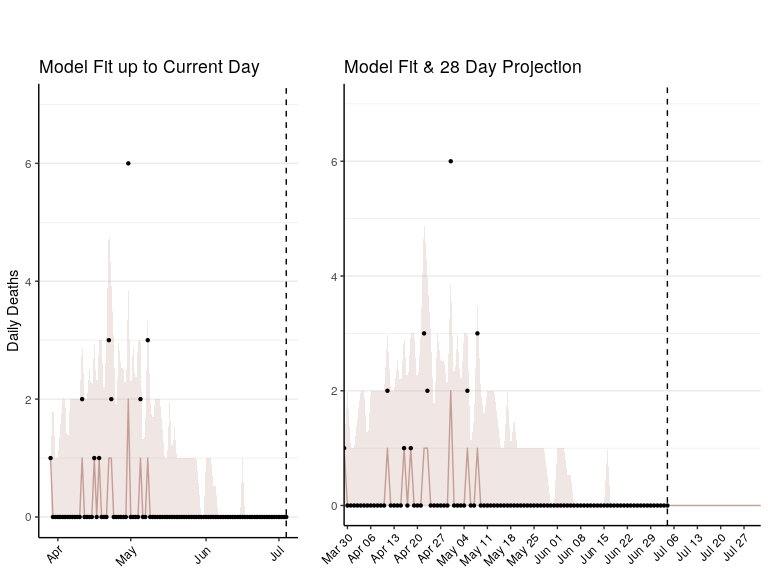 Model Fit up to Current Day
Daily Deaths
6
4
2
0
Apr
May
Jun
Jul
Model Fit & 28 Day Projection
6
4
2
0
Mar 30
Apr 06
Apr 13
Apr 20
Apr 27
May 04
May 11
May 18
May 25
Jun 01
Jun 08
Jun 15
Jun 22
Jun 29
Jul 06
Jul 13
Jul 20
Jul 27